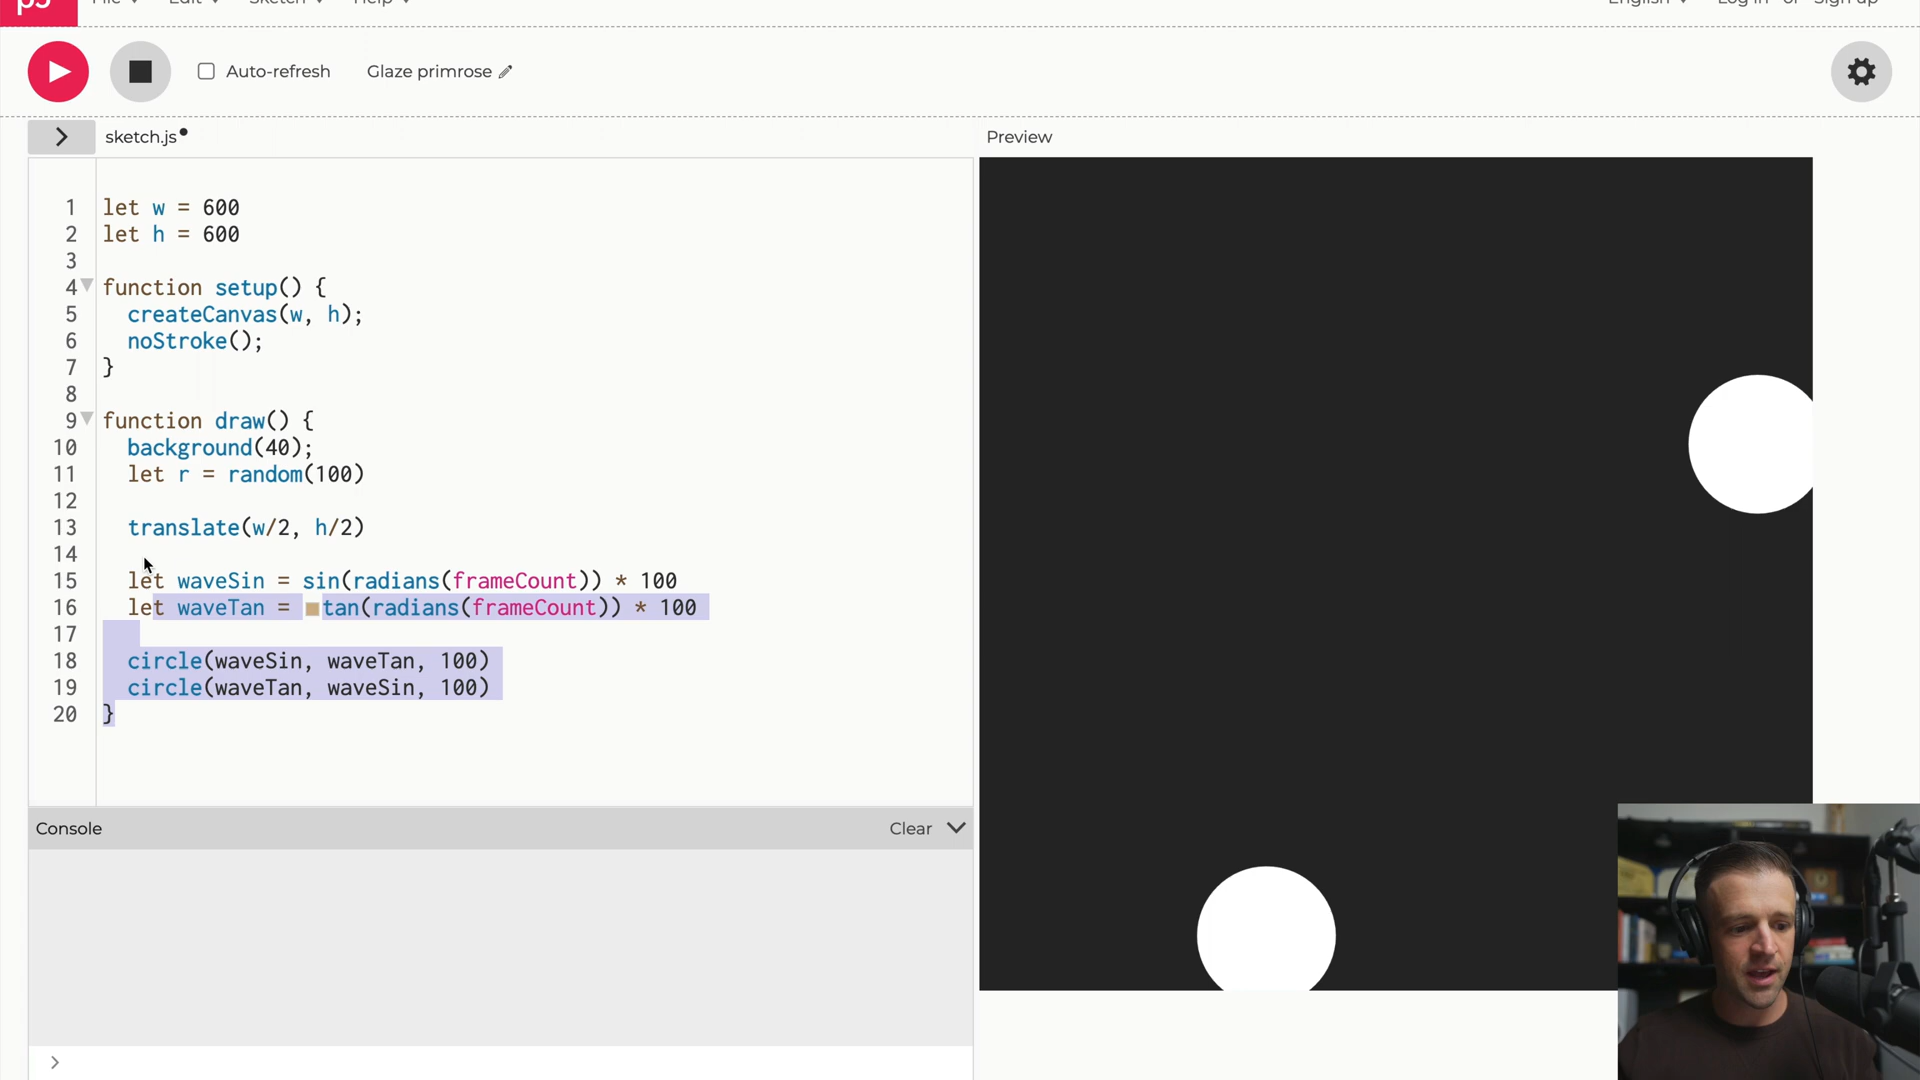 p5 File Edit Sketch Help English Log in or Sign up
Auto-refresh Glaze primrose
sketch.js
Preview
1 let w = 600
2 let h = 600
3
4 function setup() {
5 createCanvas(w, h);
6 noStroke();
7 }
8
9 function draw() {
10 background(40);
11 let r = random(100)
12
13 translate(w/2, h/2)
14
15 let waveSin = sin(radians(frameCount)) * 100
16 let waveTan = tan(radians(frameCount)) * 100
17
18 circle(waveSin, waveTan, 100)
19 circle(waveTan, waveSin, 100)
20 }
Console Clear
>